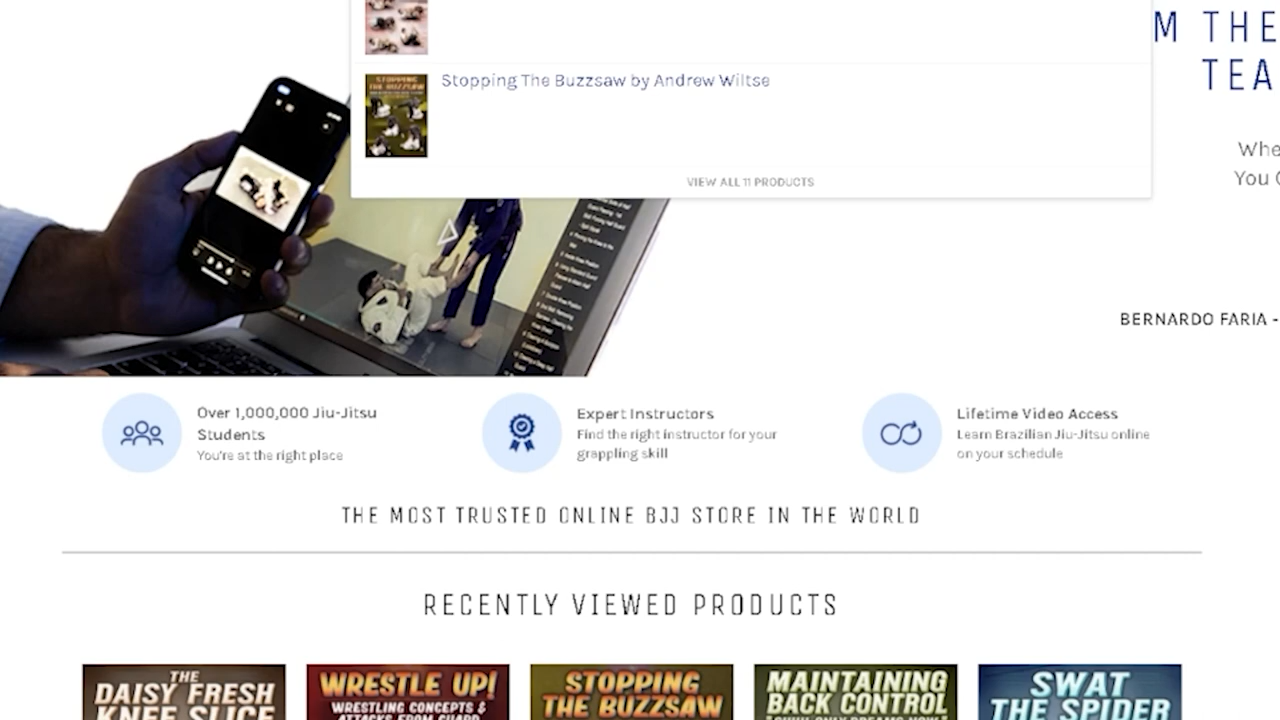 M THE
TEA
Stopping The Buzzsaw by Andrew Wiltse
STOPPING
THE BUZZSAW
Whe
You C
VIEW ALL 11 PRODUCTS
BERNARDO FARIA -
Over 1,000,000 Jiu-Jitsu
Students
You're at the right place
Expert Instructors
Find the right instructor for your
grappling skill
Lifetime Video Access
Learn Brazilian Jiu-Jitsu online
on your schedule
THE MOST TRUSTED ONLINE BJJ STORE IN THE WORLD
RECENTLY VIEWED PRODUCTS
THE
DAISY FRESH
KNEE SLICE
WRESTLE UP!
WRESTLING CONCEPTS &
ATTACKS FROM GUARD
STOPPING
THE BUZZSAW
MAINTAINING
BACK CONTROL
SWAT
THE SPIDER